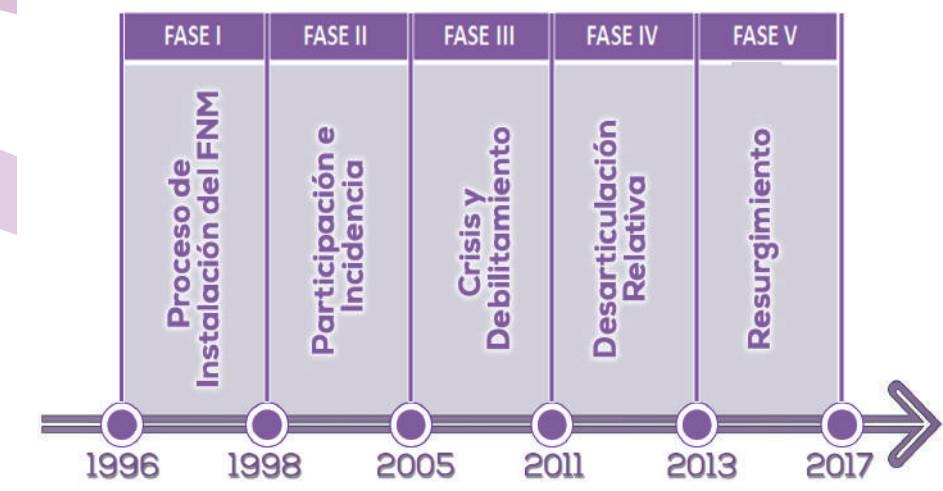 FASE I
FASE II
FASE III
FASE IV
FASE V
Proceso de
Instalación del FNM
Participación e
Incidencia
Crisis y
Debilitamiento
Desarticulación
Relativa
Resurgimiento
1996
1998
2005
2011
2013
2017